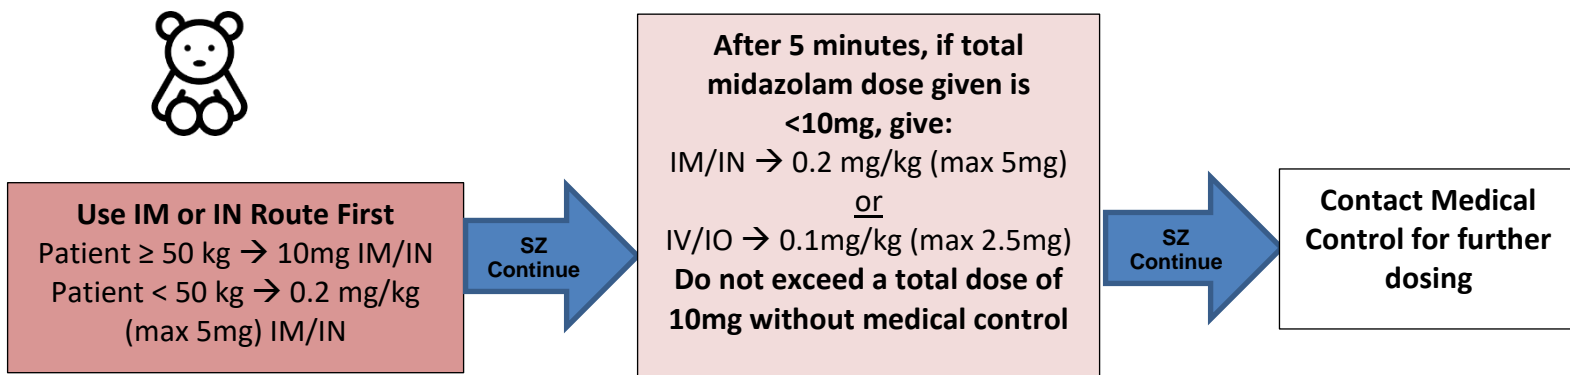 Use IM or IN Route First
Patient ≥ 50 kg → 10mg IM/IN
Patient < 50 kg → 0.2 mg/kg
(max 5mg) IM/IN
SZ
Continue
After 5 minutes, if total
midazolam dose given is
<10mg, give:
IM/IN → 0.2 mg/kg (max 5mg)
or
IV/IO → 0.1mg/kg (max 2.5mg)
Do not exceed a total dose of
10mg without medical control
SZ
Continue
Contact Medical
Control for further
dosing